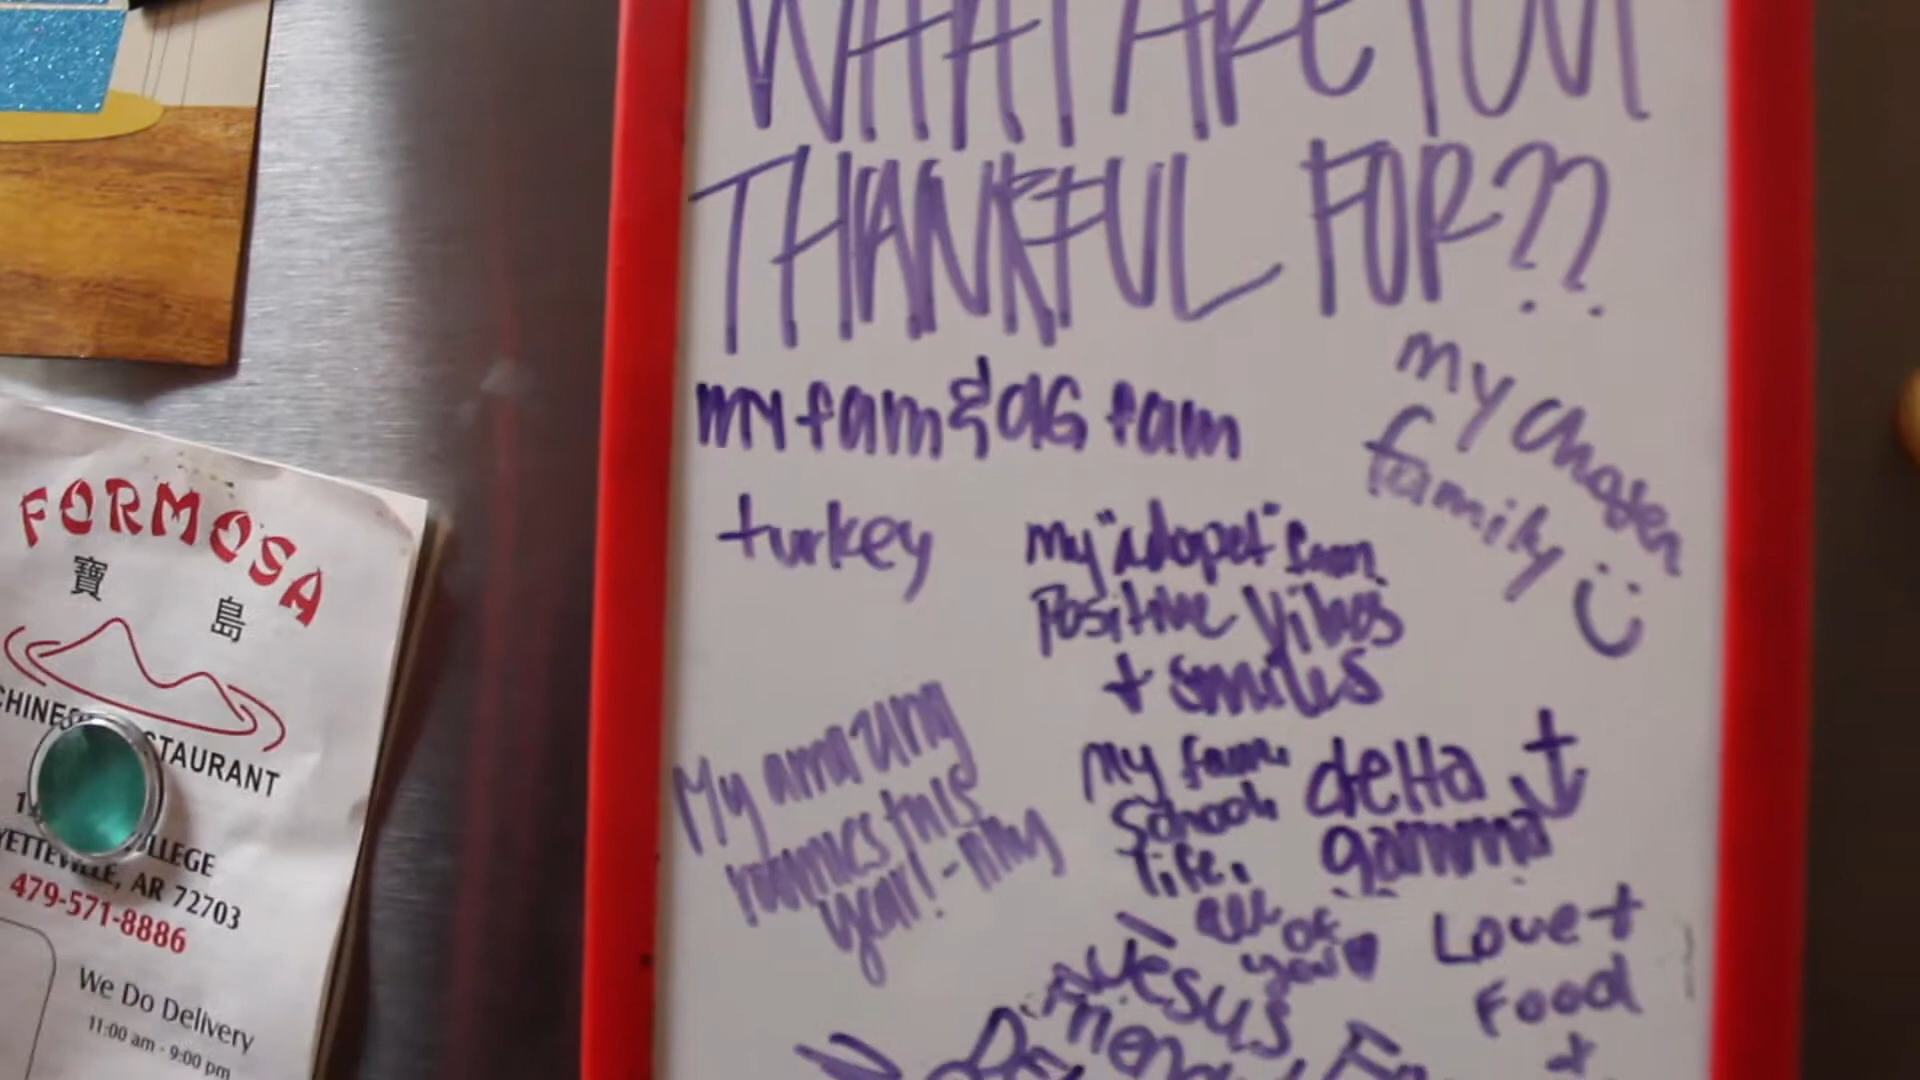 WHAT ARE YOU
THANKFUL FOR??
my fam & ag fam
my chosen
family
turkey
my "adopet" fam
Positive Vibes
+ smiles
My amazing
roomies this
year! - my
my fam,
School,
life,
all of
you
delta
gamma
Love +
Food
+
Jesus
FORMOSA
寶 島
CHINESE RESTAURANT
COLLEGE
FAYETTEVILLE, AR 72703
479-571-8886
We Do Delivery
11:00 am - 9:00 pm